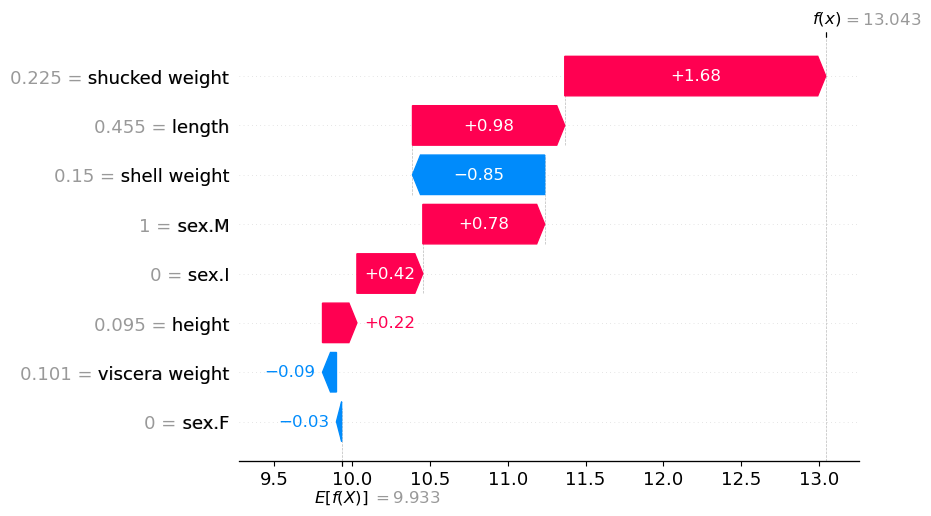 f(x) = 13.043
0.225 = shucked weight +1.68
0.455 = length +0.98
0.15 = shell weight −0.85
1 = sex.M +0.78
0 = sex.I +0.42
0.095 = height +0.22
0.101 = viscera weight −0.09
0 = sex.F −0.03
9.5 10.0 10.5 11.0 11.5 12.0 12.5 13.0
E[f(X)] = 9.933